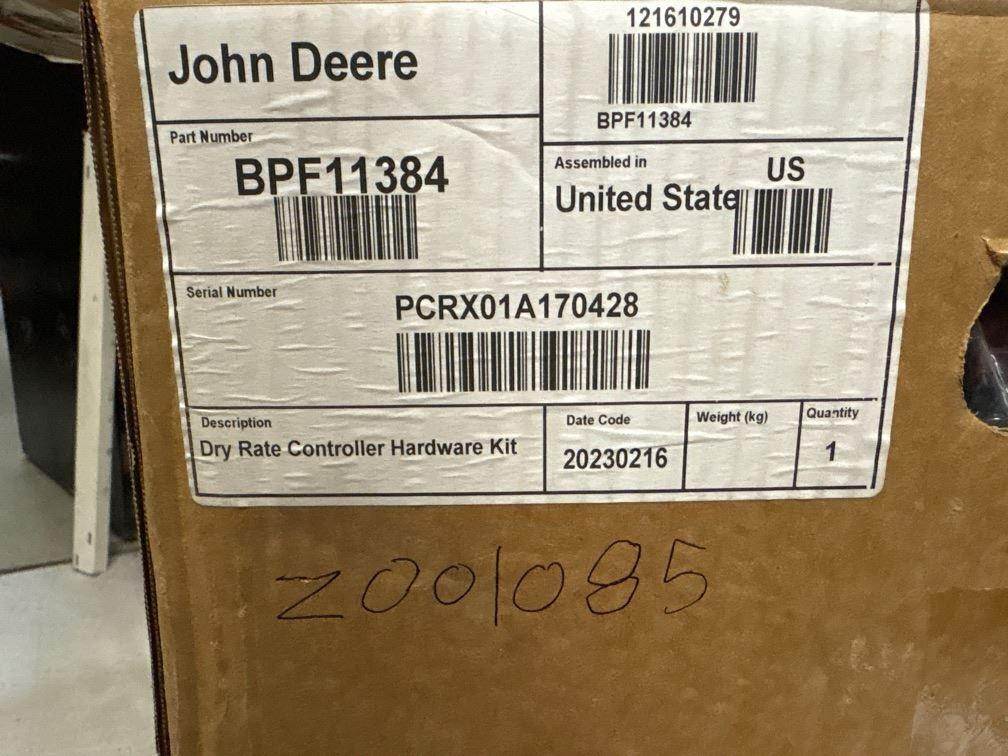 John Deere
121610279
BPF11384
Part Number
BPF11384
Assembled in
US
United State
Serial Number
PCRX01A170428
Description
Dry Rate Controller Hardware Kit
Date Code
20230216
Weight (kg)
Quantity
1
Z001085